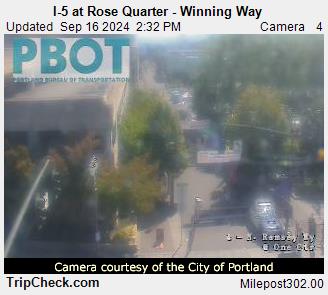 I-5 at Rose Quarter - Winning Way
Updated Sep 16 2024 2:32 PM Camera 4
PBOT
PORTLAND BUREAU OF TRANSPORTATION
Camera courtesy of the City of Portland
TripCheck.com Milepost302.00